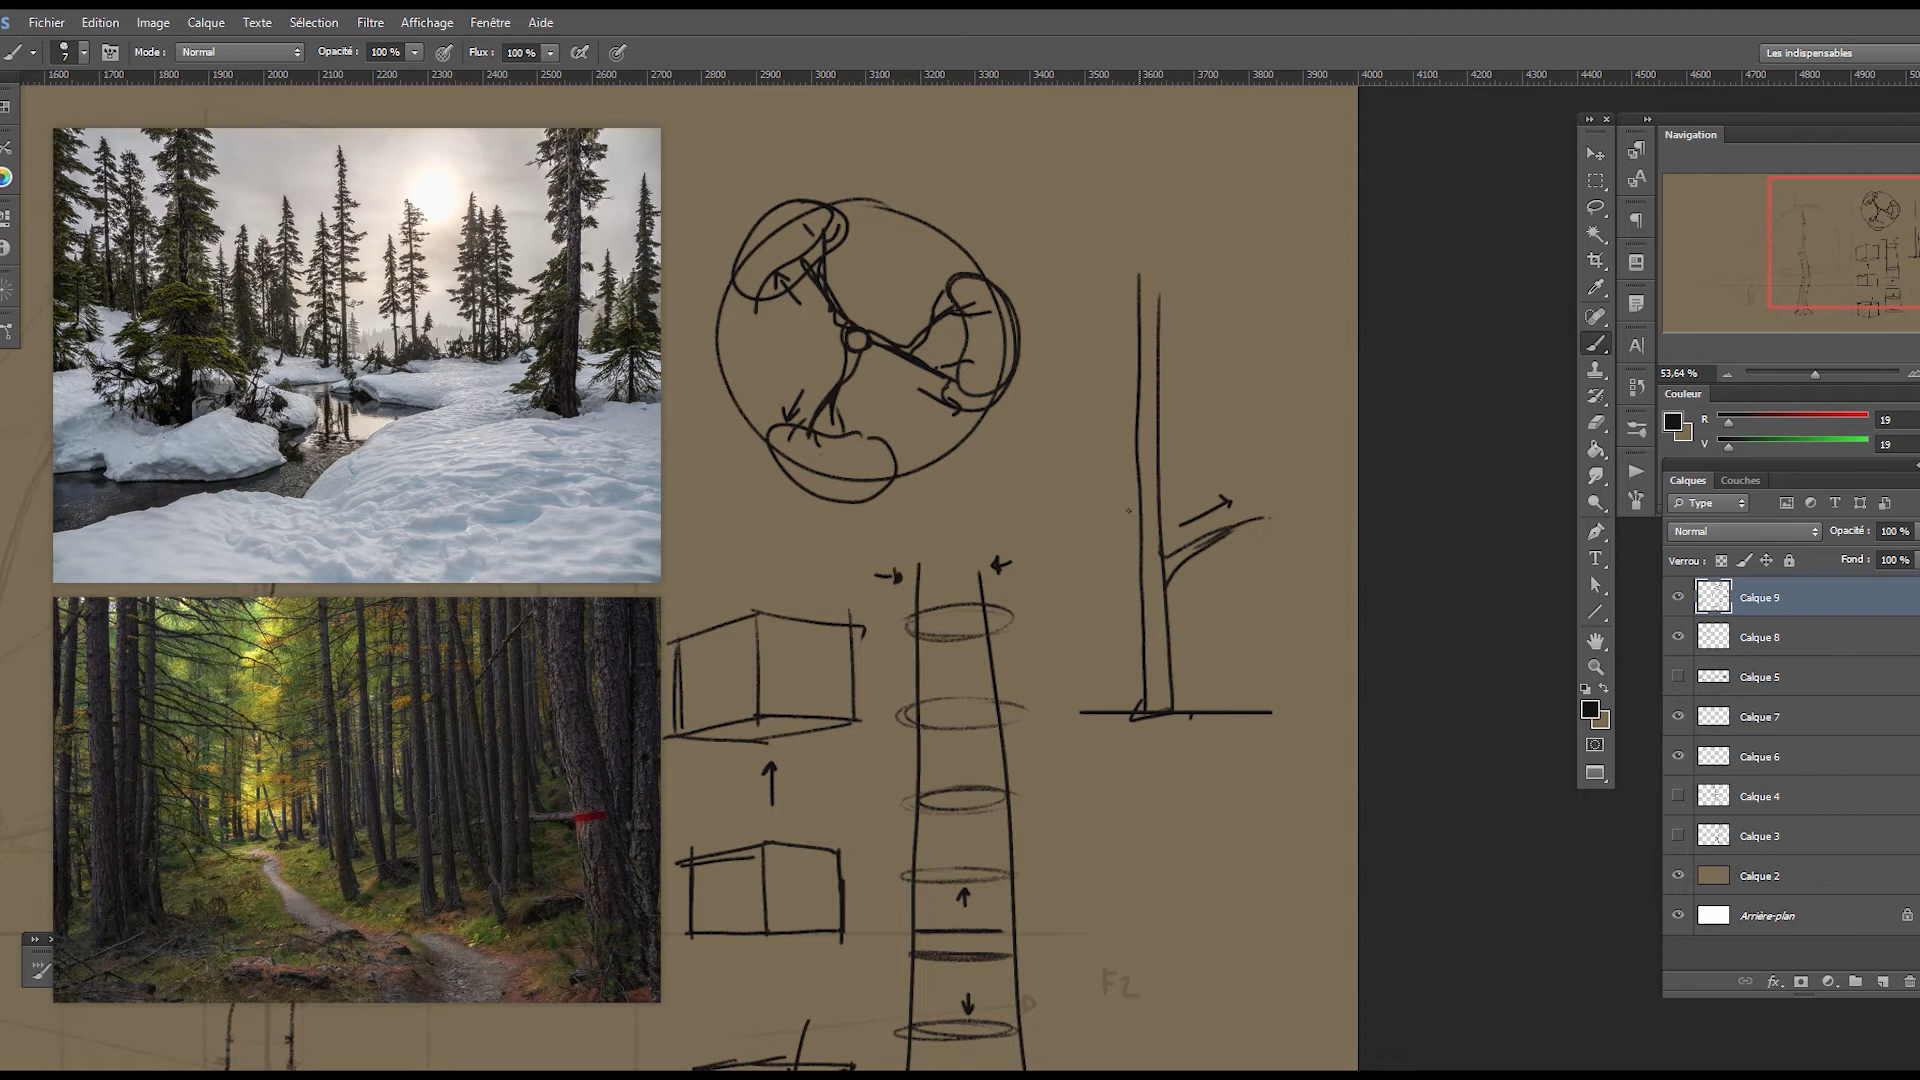 S Fichier Edition Image Calque Texte Sélection Filtre Affichage Fenêtre Aide
7 Mode : Normal Opacité : 100 % Flux : 100 % Les indispensables
1600 1700 1800 1900 2000 2100 2200 2300 2400 2500 2600 2700 2800 2900 3000 3100 3200 3300 3400 3500 3600 3700 3800 3900 4000 4100 4200 4300 4400 4500 4600 4700 4800 4900
Navigation
53,64 %
Couleur
R 19
V 19
Calques Couches
Type
Normal Opacité : 100 %
Verrou : Fond : 100 %
Calque 9
Calque 8
Calque 5
Calque 7
Calque 6
Calque 4
Calque 3
Calque 2
Arrière-plan
fx
F2